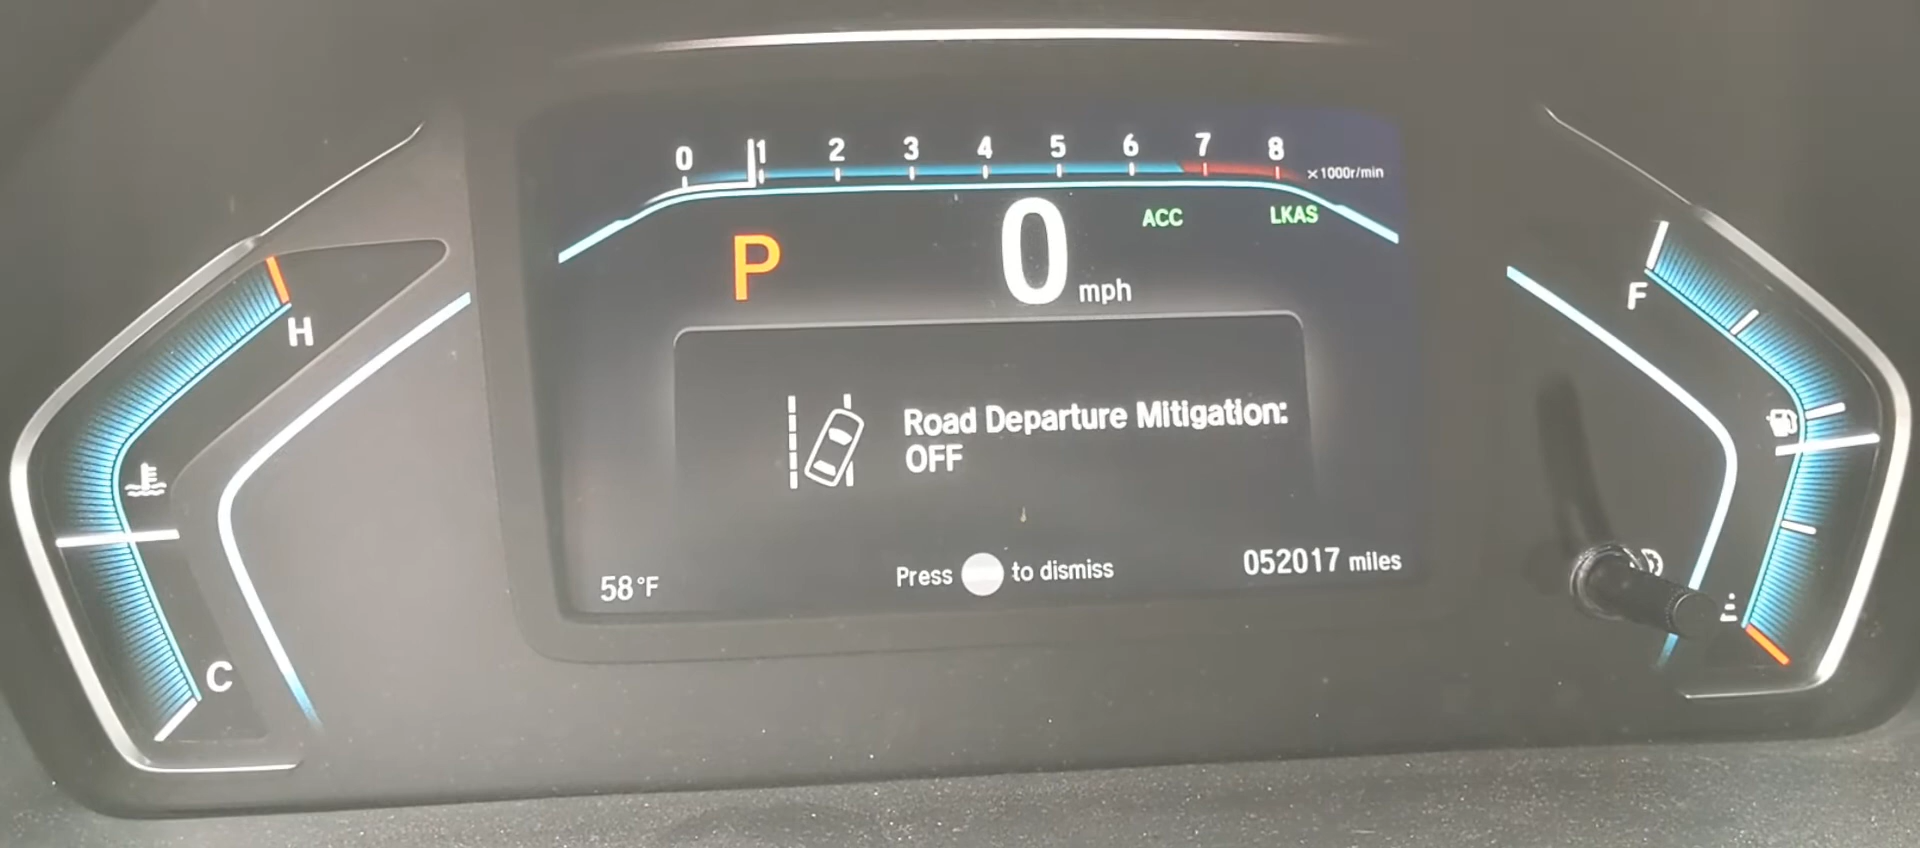 0 1 2 3 4 5 6 7 8 x1000r/min
P 0 mph ACC LKAS
H
F
Road Departure Mitigation:
OFF
Press to dismiss
58°F
052017 miles
C